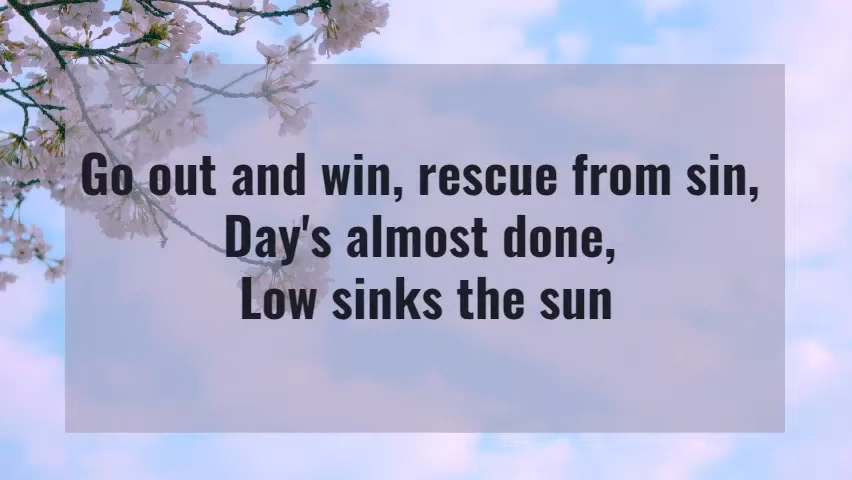 Go out and win, rescue from sin,
Day's almost done,
Low sinks the sun